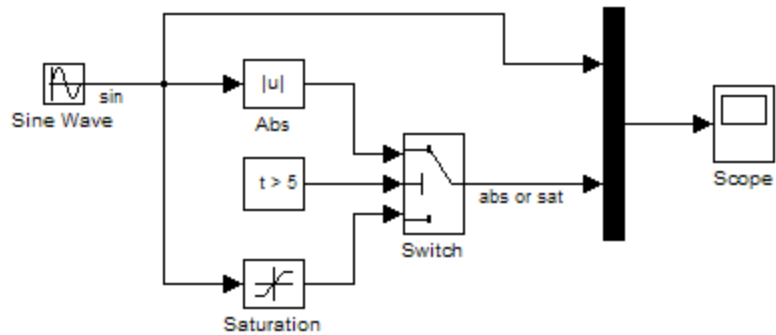 sin
Sine Wave
|u|
Abs
t > 5
abs or sat
Switch
Saturation
Scope